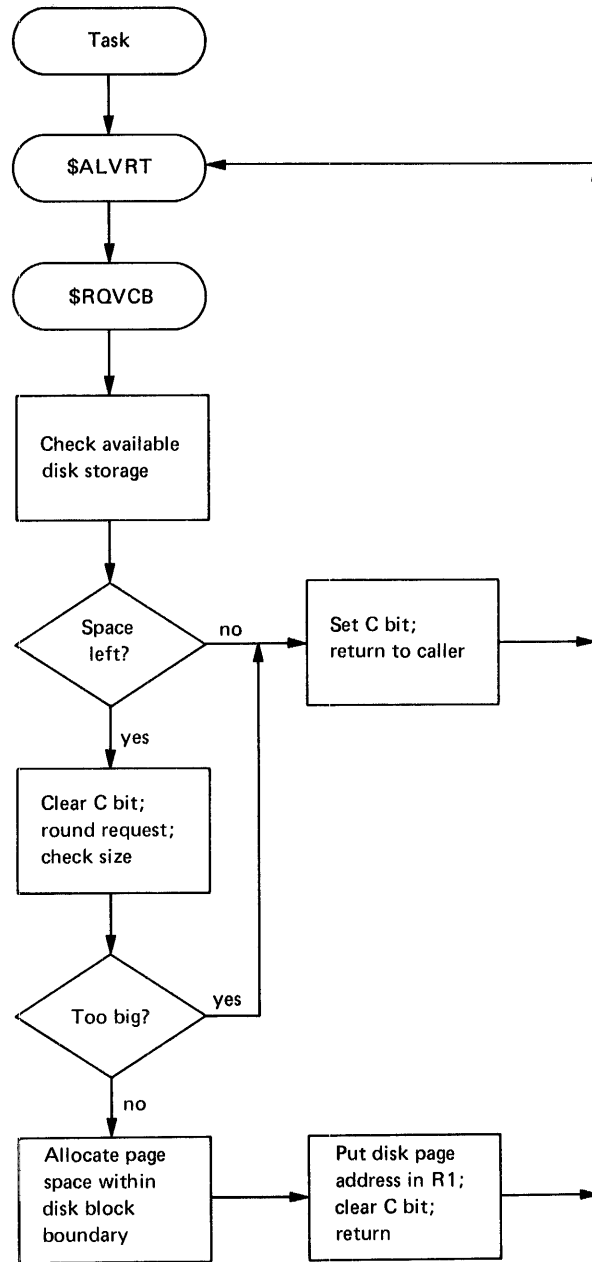 Task
$ALVRT
$RQVCB
Check available
disk storage
Space
left?
no
Set C bit;
return to caller
yes
Clear C bit;
round request;
check size
Too big?
yes
no
Allocate page
space within
disk block
boundary
Put disk page
address in R1;
clear C bit;
return